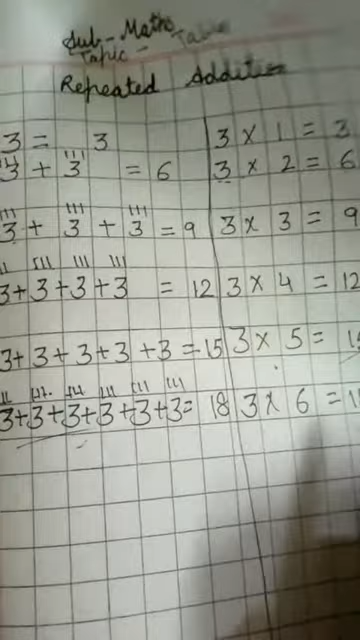 Sub - Maths
Topic - Table
Repeated Addition
3 = 3 3 x 1 = 3
3 + 3 = 6 3 x 2 = 6
3 + 3 + 3 = 9 3 x 3 = 9
3+3+3+3 = 12 3 x 4 = 12
3+3+3+3+3=15 3 x 5 = 15
3+3+3+3+3+3= 18 3 x 6 =